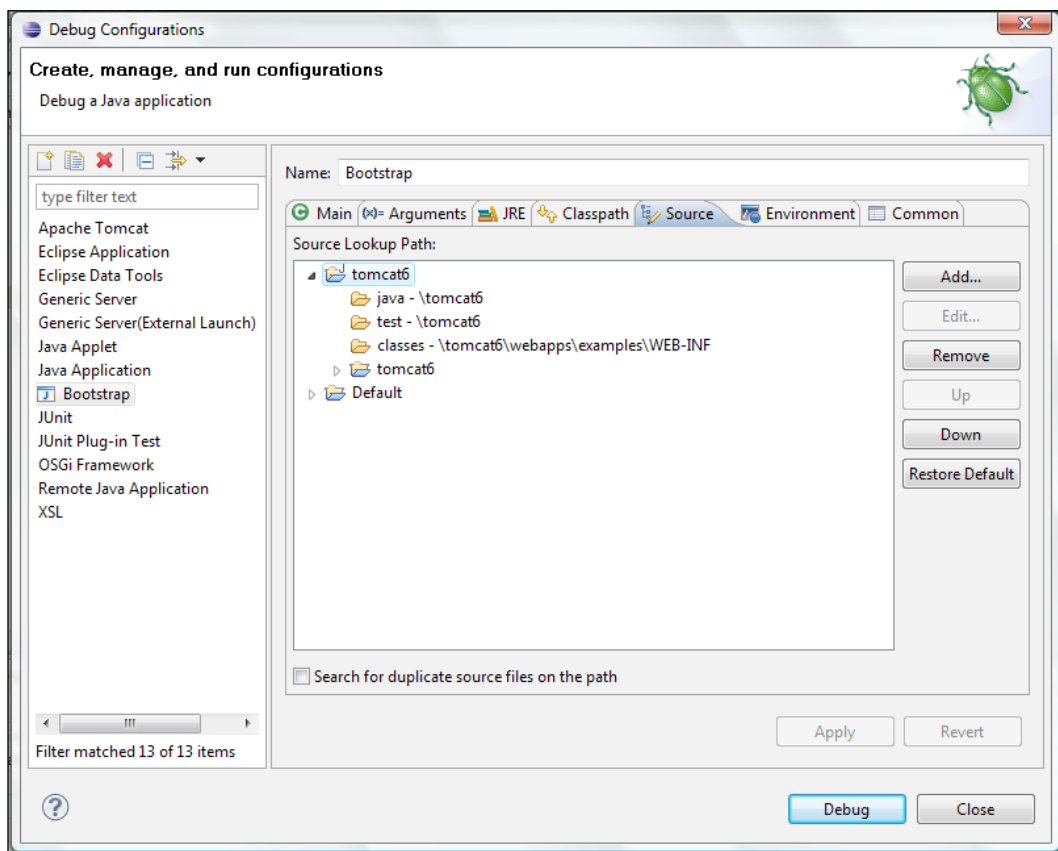 Debug Configurations
Create, manage, and run configurations
Debug a Java application
type filter text
Apache Tomcat
Eclipse Application
Eclipse Data Tools
Generic Server
Generic Server(External Launch)
Java Applet
Java Application
Bootstrap
JUnit
JUnit Plug-in Test
OSGi Framework
Remote Java Application
XSL
Filter matched 13 of 13 items
Name: Bootstrap
Main (x)= Arguments JRE Classpath Source Environment Common
Source Lookup Path:
tomcat6
java - \tomcat6
test - \tomcat6
classes - \tomcat6\webapps\examples\WEB-INF
tomcat6
Default
Add...
Edit...
Remove
Up
Down
Restore Default
Search for duplicate source files on the path
Apply Revert
Debug Close